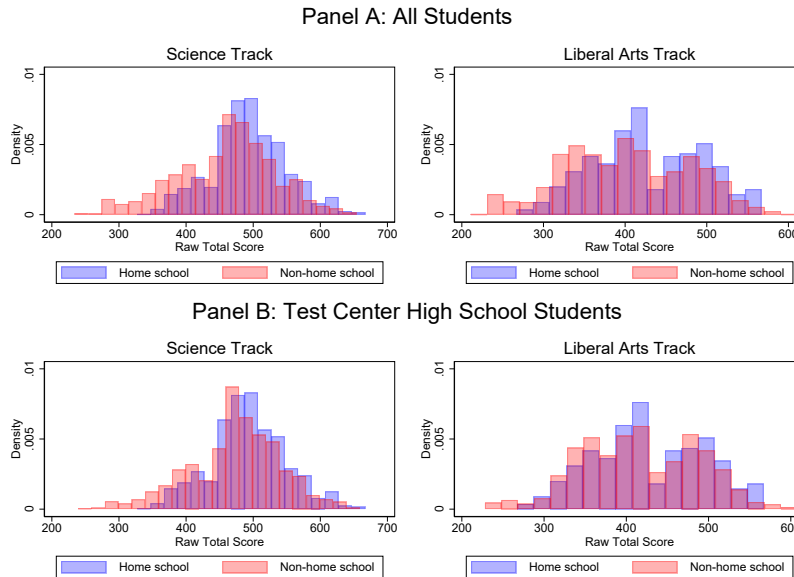 Panel A: All Students
Science Track
Liberal Arts Track
.01
.005
0
Density
200 300 400 500 600 700
Raw Total Score
Home school Non-home school
.01
.005
0
Density
200 300 400 500
Raw Total Score
Home school Non-home school
Panel B: Test Center High School Students
Science Track
Liberal Arts Track
.01
.005
0
Density
200 300 400 500 600 700
Raw Total Score
Home school Non-home school
.01
.005
0
Density
200 300 400 500
Raw Total Score
Home school Non-home school